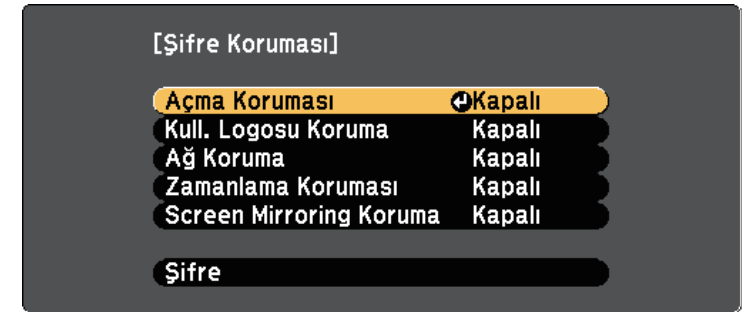 [Şifre Koruması]
Açma Koruması Kapalı
Kull. Logosu Koruma Kapalı
Ağ Koruma Kapalı
Zamanlama Koruması Kapalı
Screen Mirroring Koruma Kapalı
Şifre